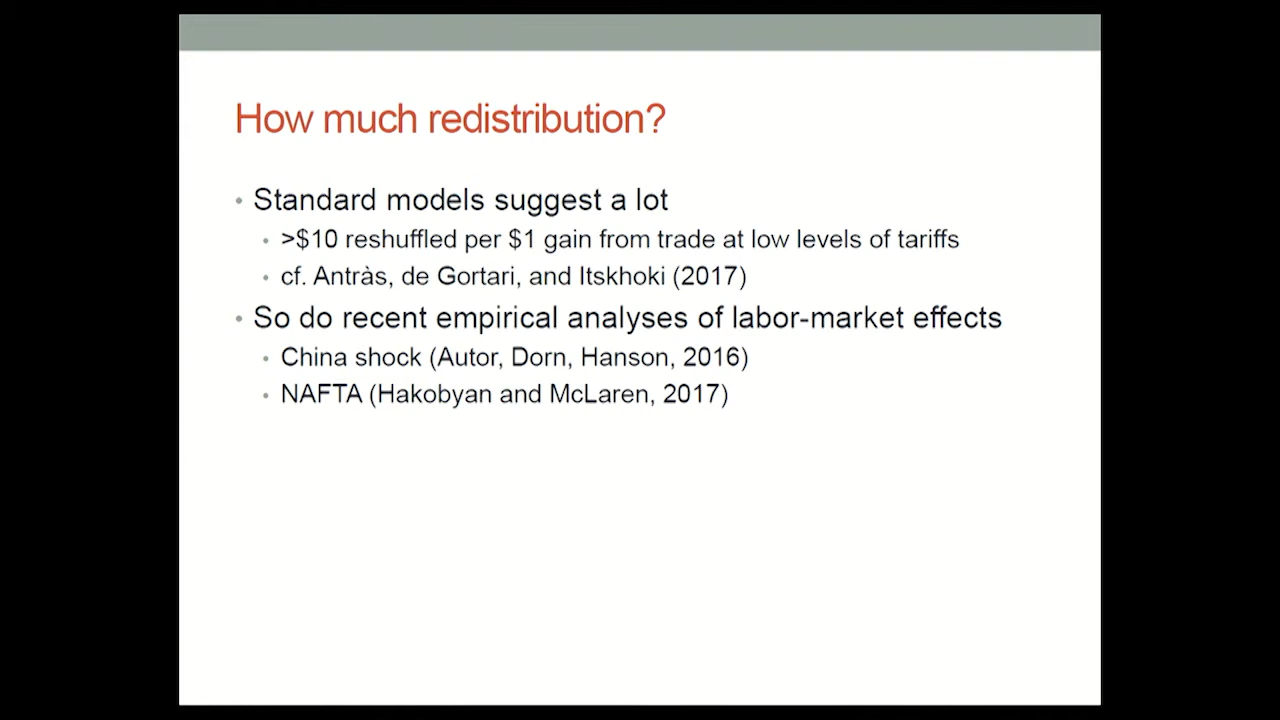 How much redistribution?
• Standard models suggest a lot
• >$10 reshuffled per $1 gain from trade at low levels of tariffs
• cf. Antràs, de Gortari, and Itskhoki (2017)
• So do recent empirical analyses of labor-market effects
• China shock (Autor, Dorn, Hanson, 2016)
• NAFTA (Hakobyan and McLaren, 2017)